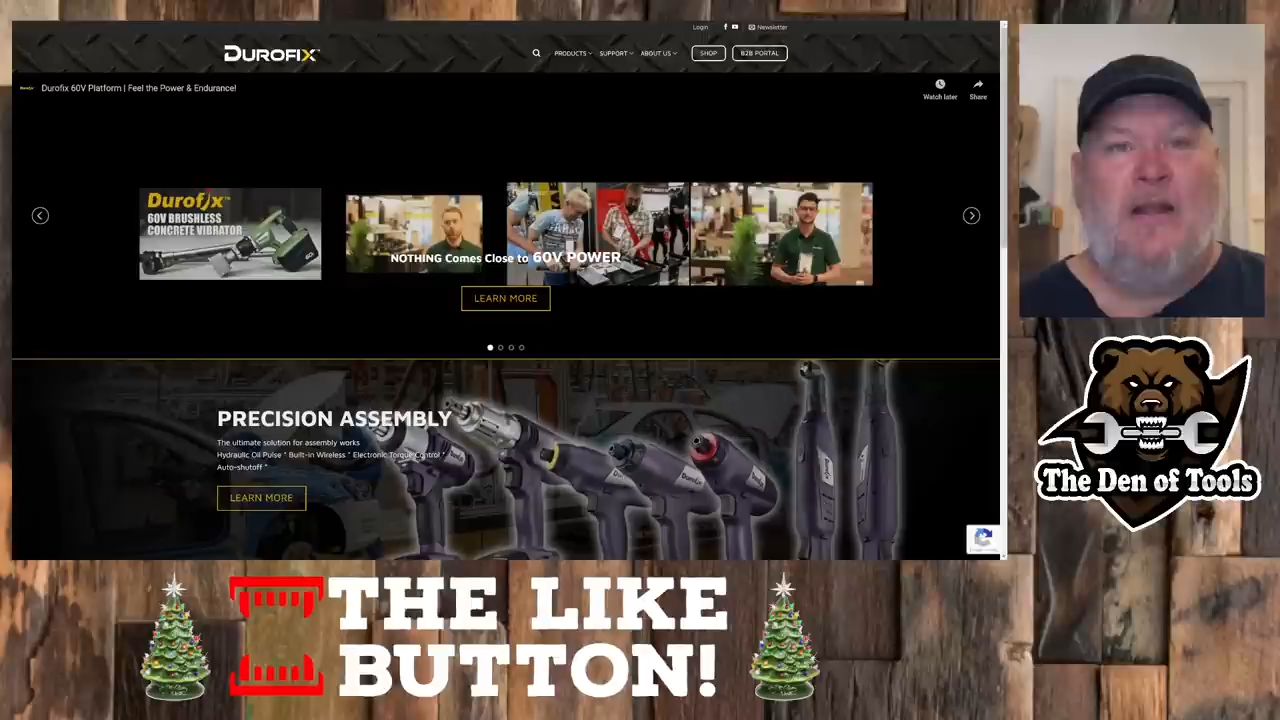 Login
Newsletter
DUROFIX™
PRODUCTS
SUPPORT
ABOUT US
SHOP
B2B PORTAL
Durofix 60V Platform | Feel the Power & Endurance!
Watch later
Share
Durofix™
60V BRUSHLESS
CONCRETE VIBRATOR
NOTHING Comes Close to 60V POWER
LEARN MORE
PRECISION ASSEMBLY
The ultimate solution for assembly works
Hydraulic Oil Pulse * Built-in Wireless * Electronic Torque Control *
Auto-shutoff *
LEARN MORE
The Den of Tools
THE LIKE
BUTTON!